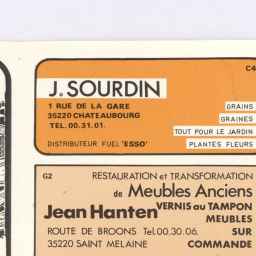 C4
J. SOURDIN
1 RUE DE LA GARE
35220 CHATEAUBOURG
TEL. 00.31.01.
DISTRIBUTEUR FUEL 'ESSO'
GRAINS
GRAINES
TOUT POUR LE JARDIN
PLANTES FLEURS
G2
RESTAURATION et TRANSFORMATION
de Meubles Anciens
Jean Hanten
VERNIS au TAMPON
MEUBLES
SUR
COMMANDE
ROUTE DE BROONS Tel.00.30.06.
35220 SAINT MELAINE